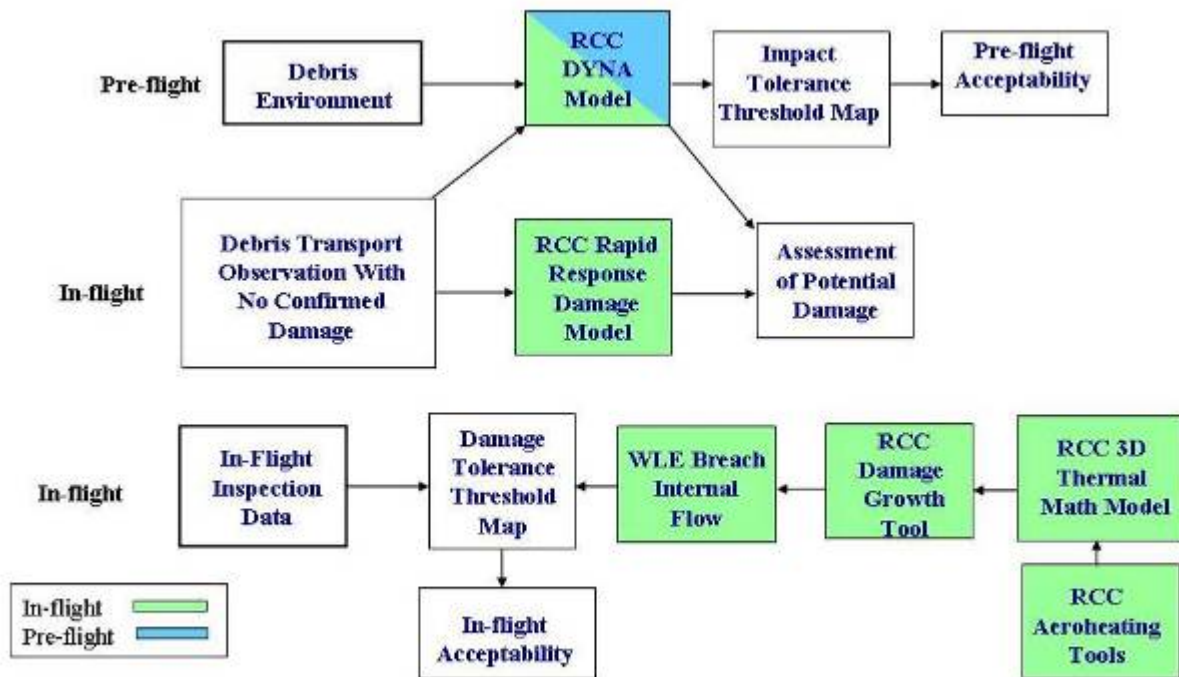 Pre-flight
Debris
Environment
RCC
DYNA
Model
Impact
Tolerance
Threshold Map
Pre-flight
Acceptability
In-flight
Debris Transport
Observation With
No Confirmed
Damage
RCC Rapid
Response
Damage
Model
Assessment
of Potential
Damage
In-flight
In-Flight
Inspection
Data
Damage
Tolerance
Threshold
Map
WLE Breach
Internal
Flow
RCC
Damage
Growth
Tool
RCC 3D
Thermal
Math Model
In-flight
Acceptability
RCC
Aeroheating
Tools
In-flight
Pre-flight